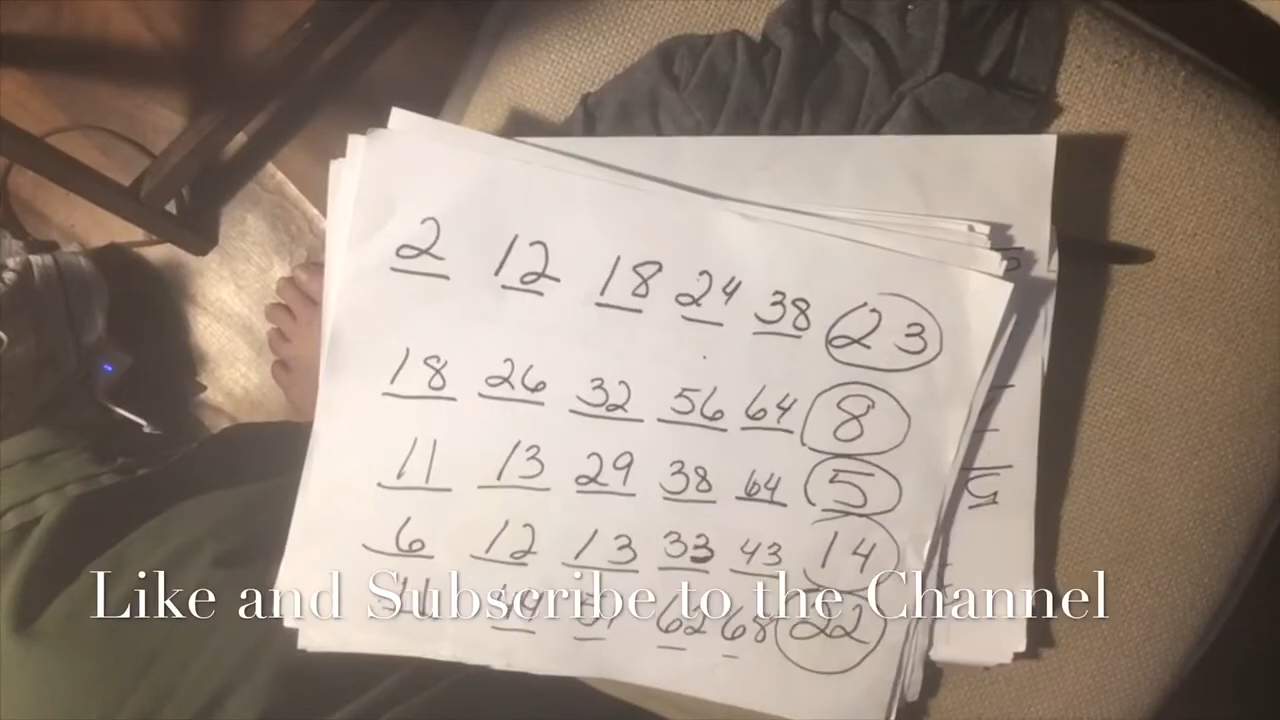 2 12 18 24 38 23
18 26 32 56 64 8
11 13 29 38 64 5
6 12 13 33 43 14
Like and Subscribe to the Channel
62 68 22